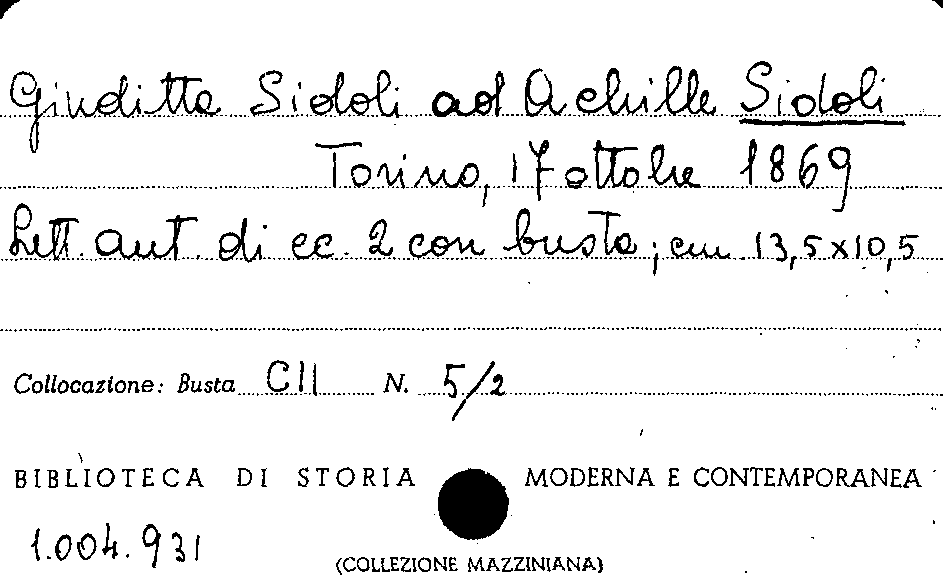 Giuditta Sidoli ad Achille Sidoli
Torino, 17 ottobre 1869
Lett. aut. di cc. 2 con busta; cm. 13,5x10,5
Collocazione: Busta CII N. 5/2
BIBLIOTECA DI STORIA MODERNA E CONTEMPORANEA
1.004.931
(COLLEZIONE MAZZINIANA)